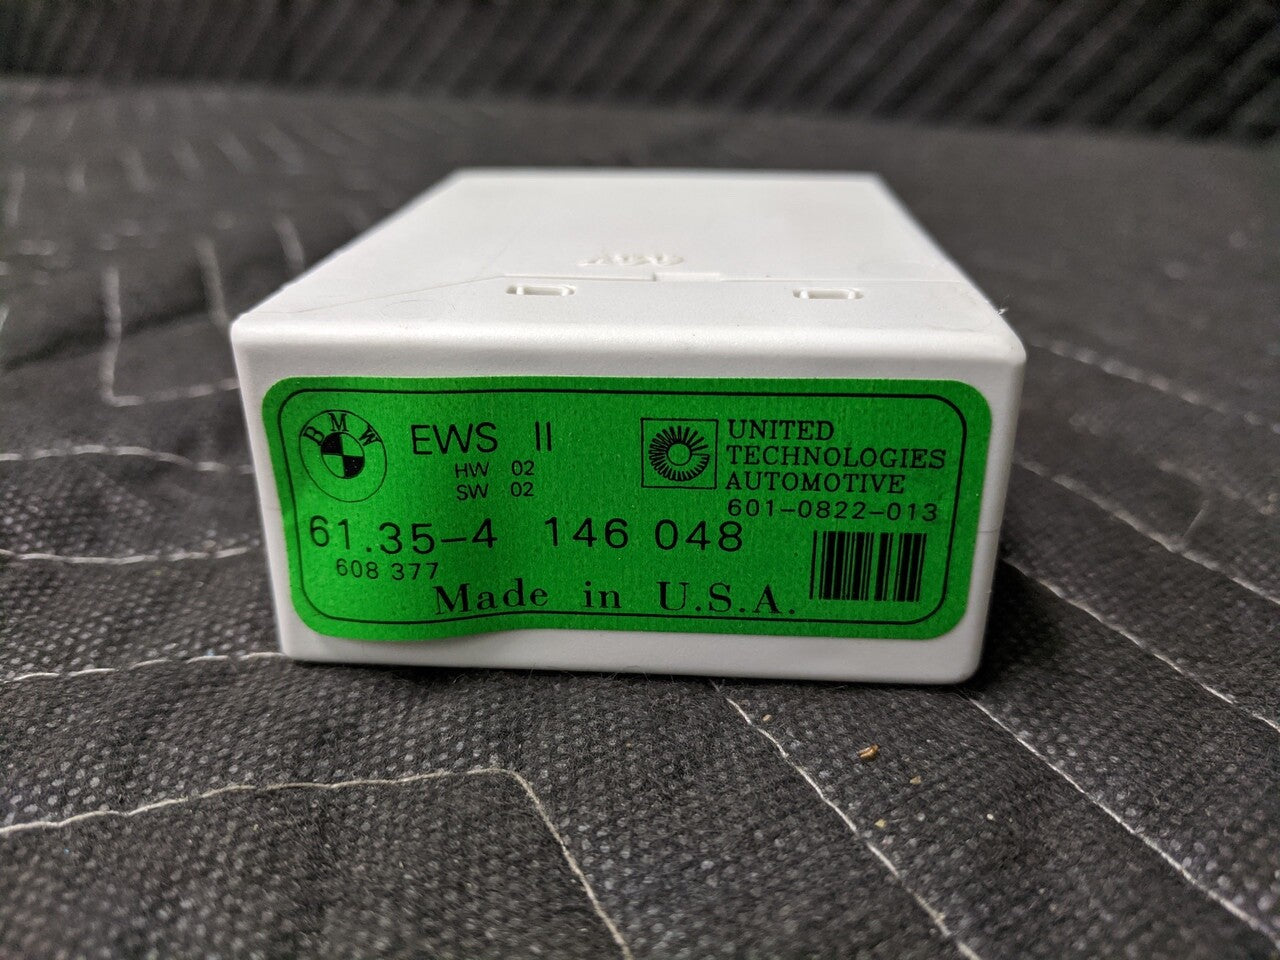 BMW
EWS II
HW 02
SW 02
UNITED
TECHNOLOGIES
AUTOMOTIVE
601-0822-013
61.35-4 146 048
608 377
Made in U.S.A.